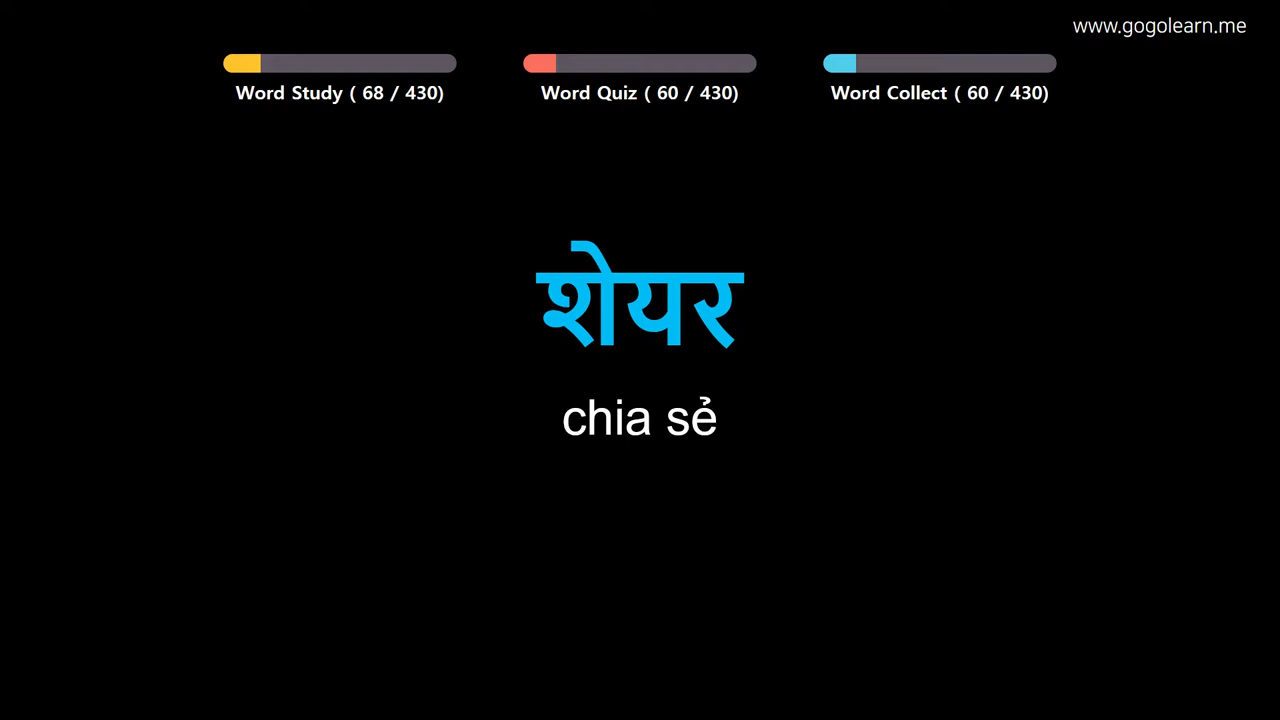 www.gogolearn.me
Word Study ( 68 / 430)
Word Quiz ( 60 / 430)
Word Collect ( 60 / 430)
शेयर
chia sẻ